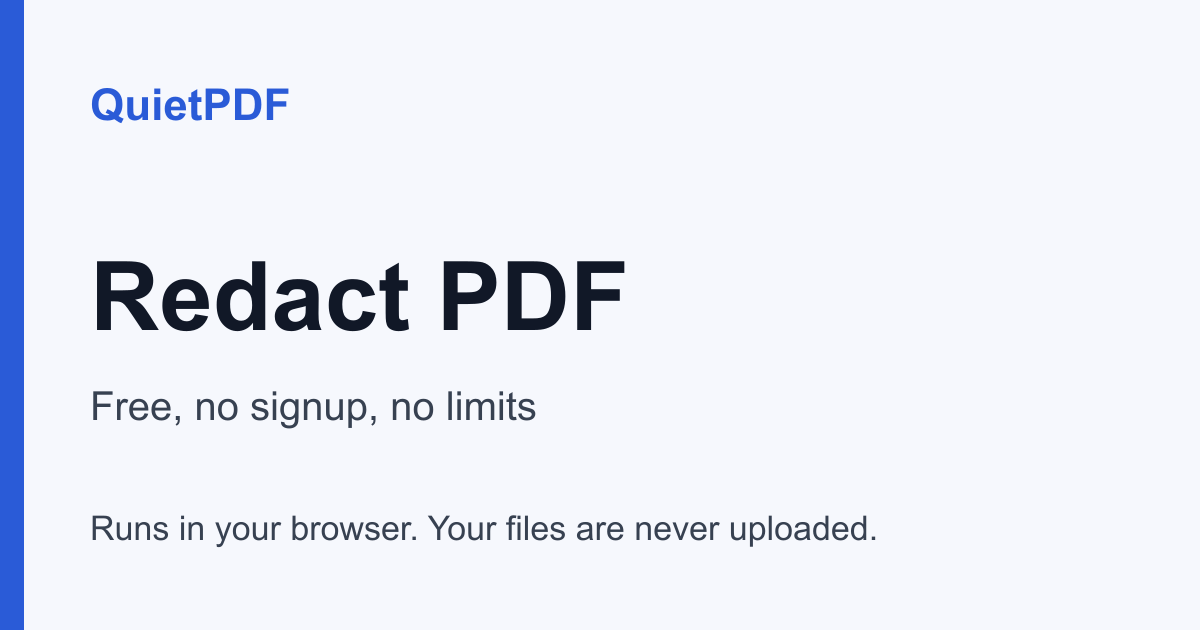 QuietPDF
Redact PDF
Free, no signup, no limits
Runs in your browser. Your files are never uploaded.